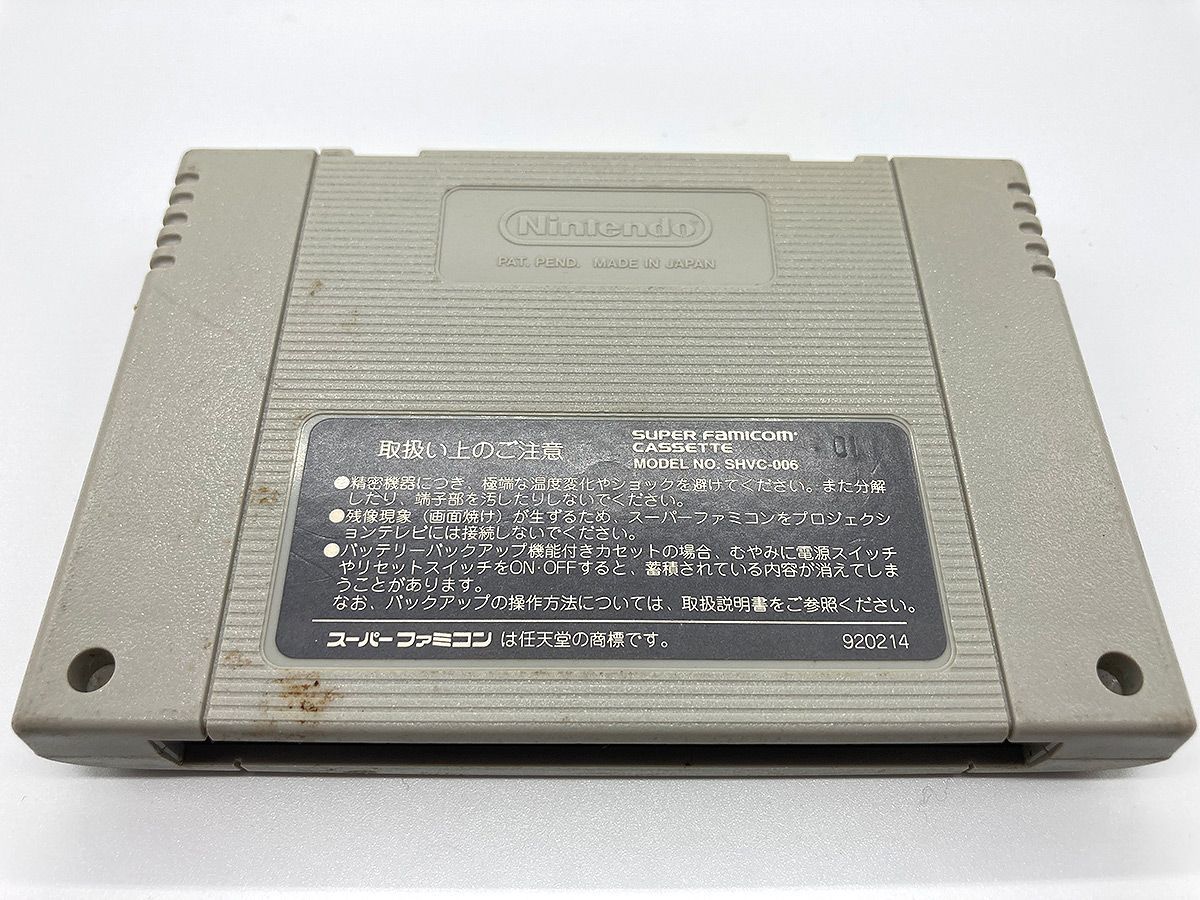 Nintendo
PAT. PEND. MADE IN JAPAN
取扱い上のご注意
SUPER FAMICOM
CASSETTE
MODEL NO. SHVC-006
01
●精密機器につき、極端な温度変化やショックを避けてください。また分解
したり、端子部を汚したりしないでください。
●残像現象（画面焼け）が生ずるため、スーパーファミコンをプロジェクシ
ョンテレビには接続しないでください。
●バッテリーバックアップ機能付きカセットの場合、むやみに電源スイッチ
やリセットスイッチをON・OFFすると、蓄積されている内容が消えてしま
うことがあります。
なお、バックアップの操作方法については、取扱説明書をご参照ください。
スーパーファミコン は任天堂の商標です。
920214